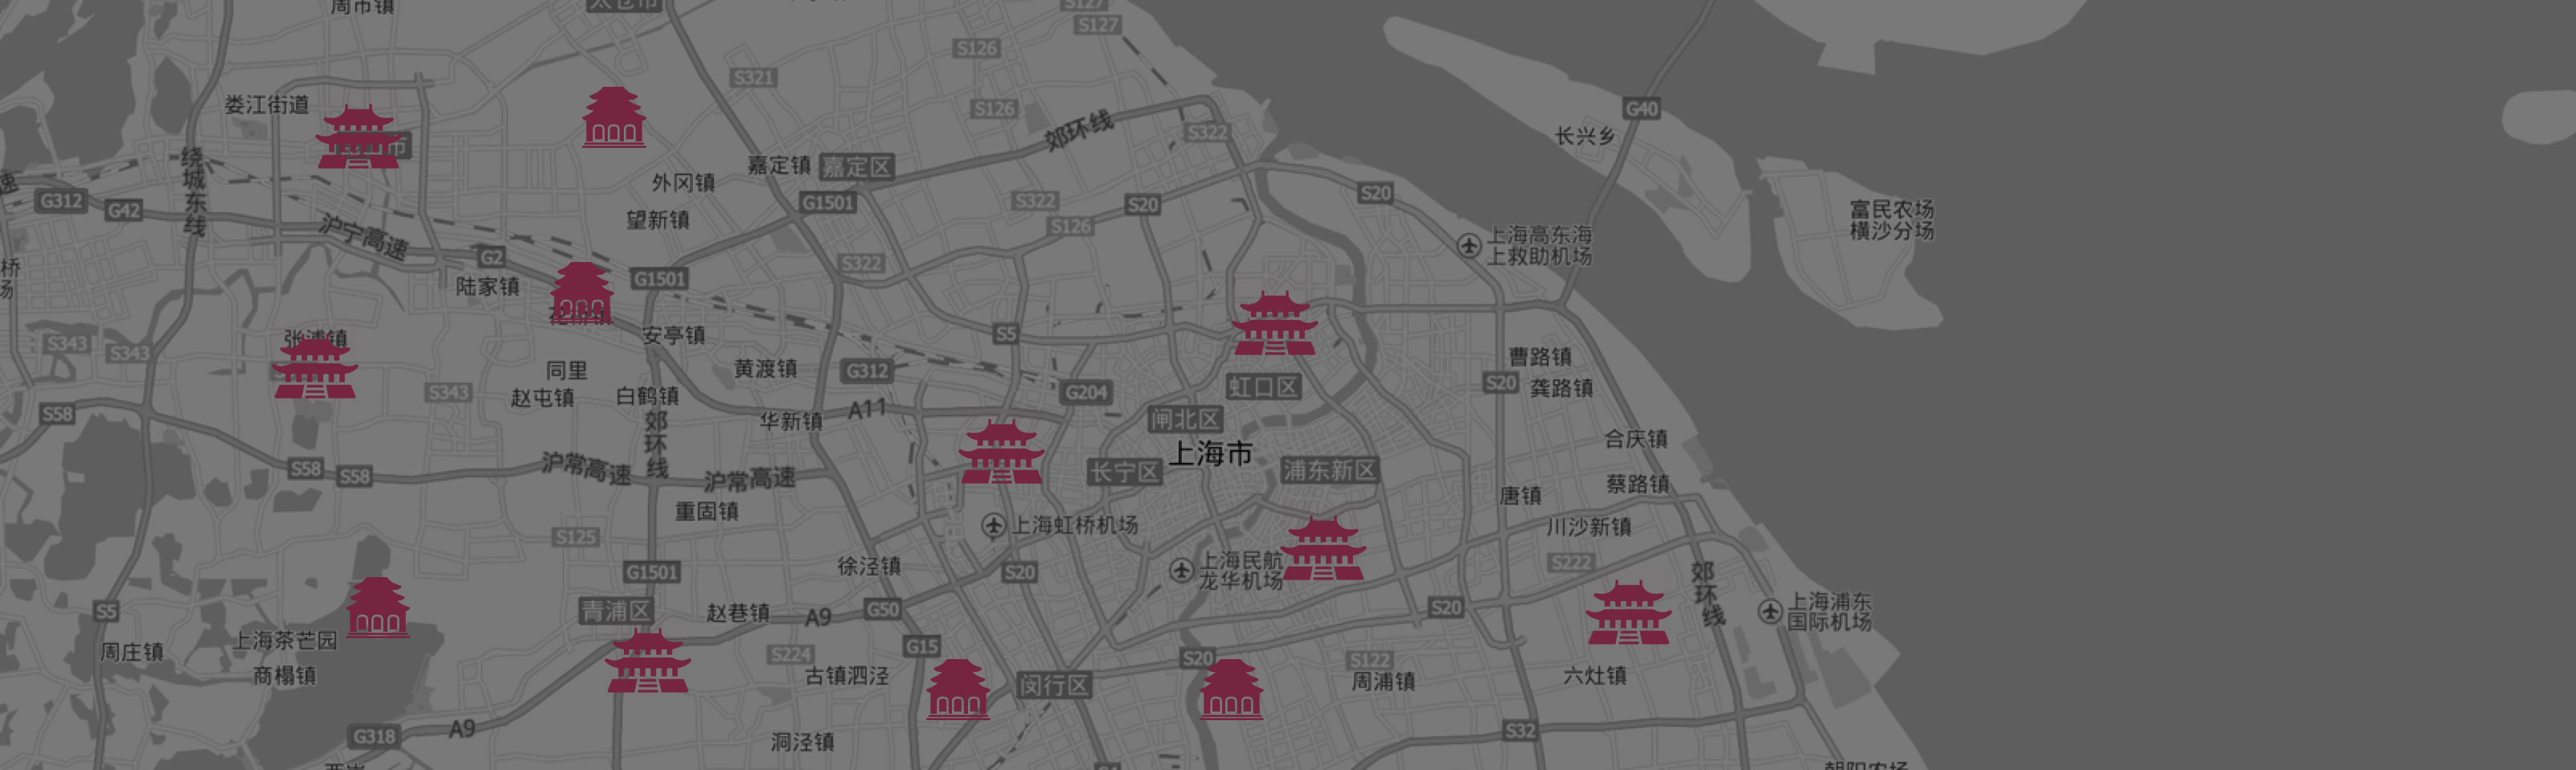 周市镇
太仓市
S127
S127
S126
S321
娄江街道
S126
G40
郊环线
S322
长兴乡
绕城东线
嘉定镇
嘉定区
外冈镇
速
G312
G42
G1501
S322
S20
S20
富民农场
横沙分场
望新镇
S126
沪宁高速
上海高东海
上救助机场
G2
S322
桥
场
G1501
陆家镇
安亭镇
S5
张浦镇
S343
S343
曹路镇
同里
黄渡镇
G312
虹口区
S20
龚路镇
S343
赵屯镇
白鹤镇
G204
A11
S58
郊环线
华新镇
闸北区
上海市
合庆镇
S58
S58
沪常高速
沪常高速
长宁区
浦东新区
蔡路镇
唐镇
重固镇
上海虹桥机场
川沙新镇
S125
徐泾镇
上海民航
龙华机场
S222
G1501
S20
郊环线
S5
青浦区
赵巷镇
A9
G50
S20
上海浦东
国际机场
上海茶芒园
周庄镇
G15
S224
S20
S122
商榻镇
古镇泗泾
闵行区
周浦镇
六灶镇
A9
G318
洞泾镇
S32
朝阳农场